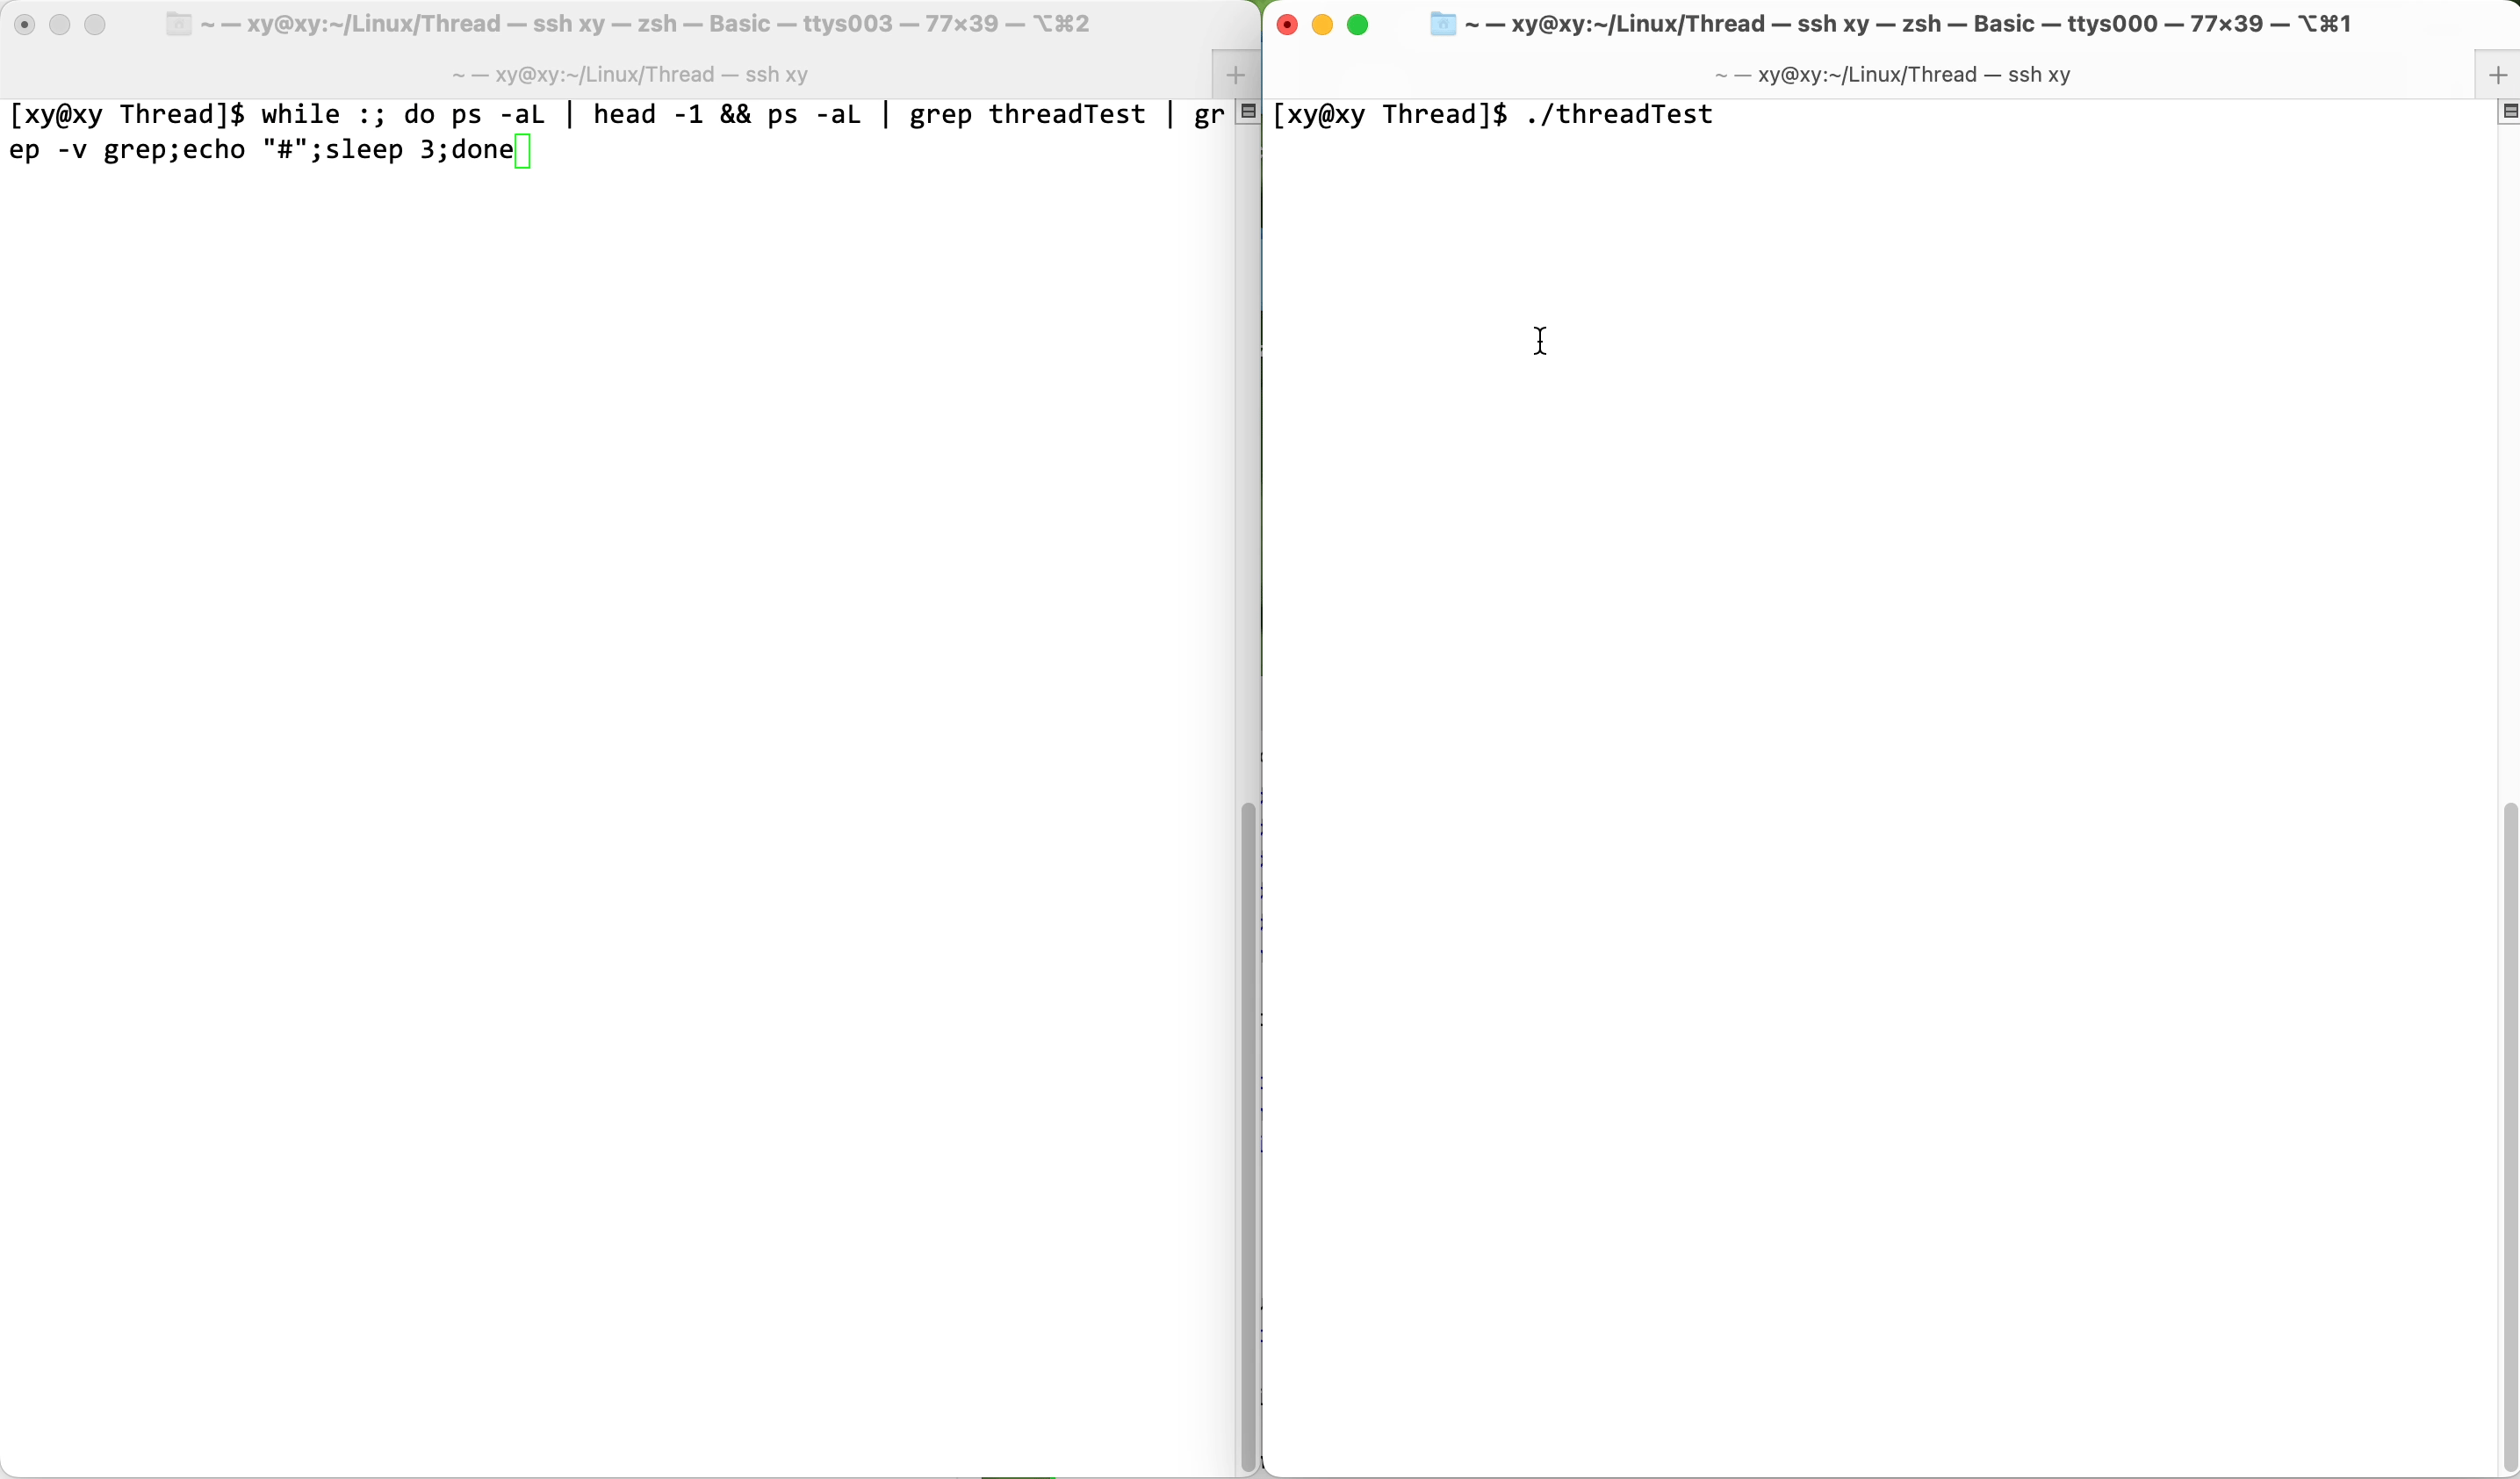 ~ — xy@xy:~/Linux/Thread — ssh xy — zsh — Basic — ttys003 — 77×39 — ⌥⌘2
~ — xy@xy:~/Linux/Thread — ssh xy
[xy@xy Thread]$ while :; do ps -aL | head -1 && ps -aL | grep threadTest | gr
ep -v grep;echo "#";sleep 3;done
~ — xy@xy:~/Linux/Thread — ssh xy — zsh — Basic — ttys000 — 77×39 — ⌥⌘1
~ — xy@xy:~/Linux/Thread — ssh xy
[xy@xy Thread]$ ./threadTest